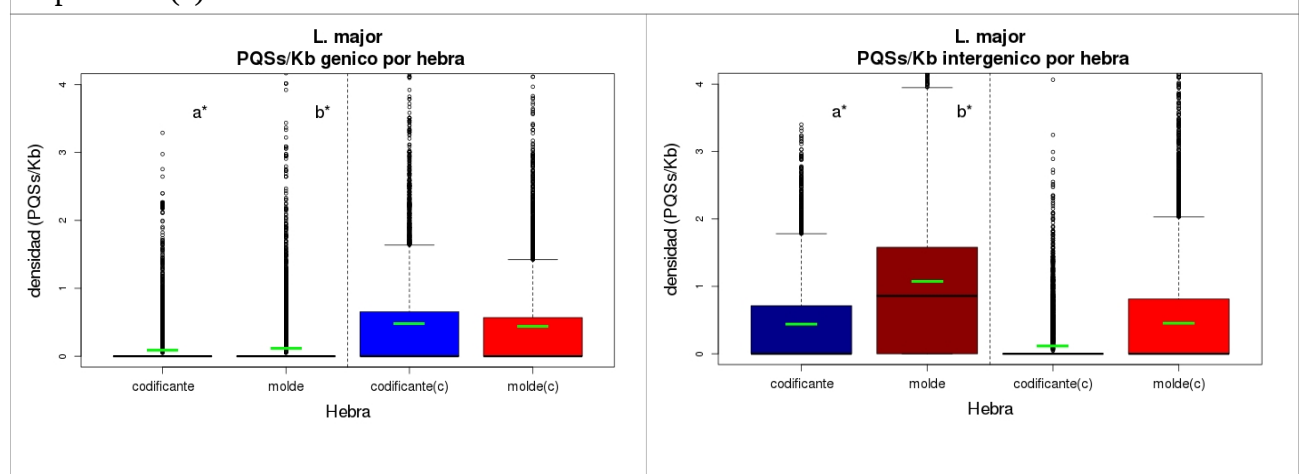 L. major
PQSs/Kb genico por hebra
densidad (PQSs/Kb)
4
3
2
1
0
a*
b*
codificante
molde
codificante(c)
molde(c)
Hebra
L. major
PQSs/Kb intergenico por hebra
densidad (PQSs/Kb)
4
3
2
1
0
a*
b*
codificante
molde
codificante(c)
molde(c)
Hebra